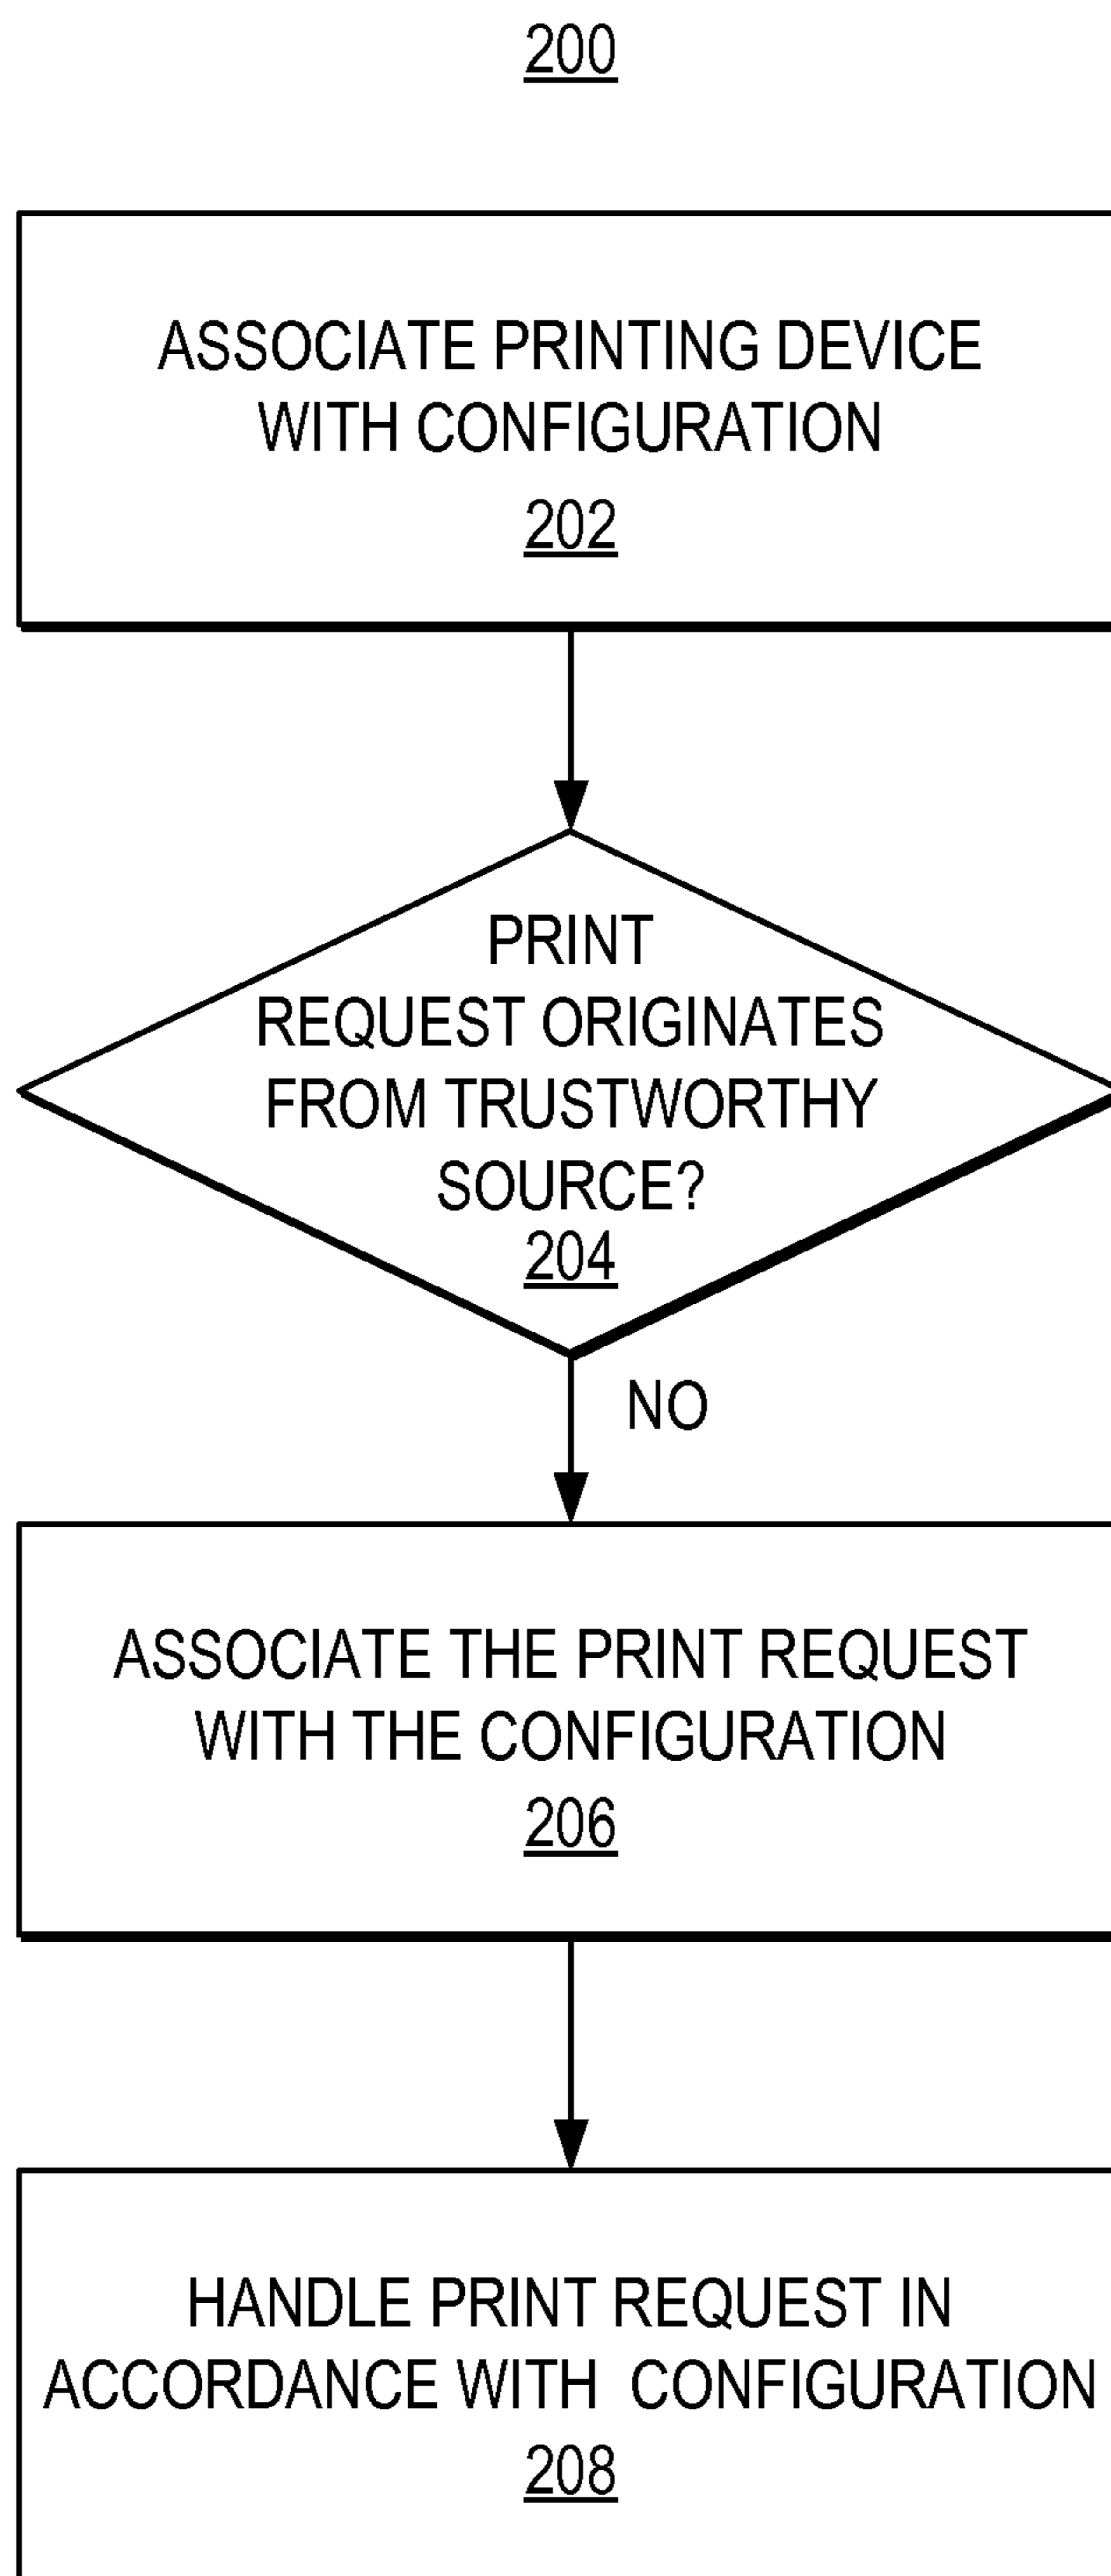 200
ASSOCIATE PRINTING DEVICE
WITH CONFIGURATION
202
PRINT
REQUEST ORIGINATES
FROM TRUSTWORTHY
SOURCE?
204
NO
ASSOCIATE THE PRINT REQUEST
WITH THE CONFIGURATION
206
HANDLE PRINT REQUEST IN
ACCORDANCE WITH CONFIGURATION
208